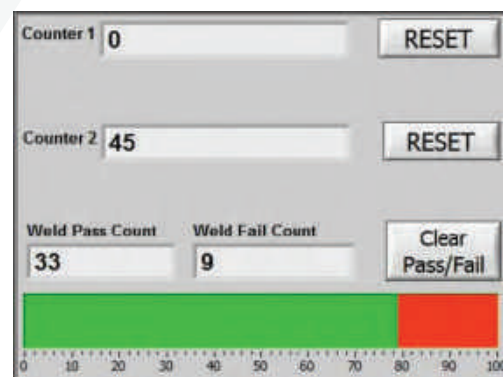 Counter 1 0 RESET
Counter 2 45 RESET
Weld Pass Count Weld Fail Count Clear
33 9 Pass/Fail
0 10 20 30 40 50 60 70 80 90 100